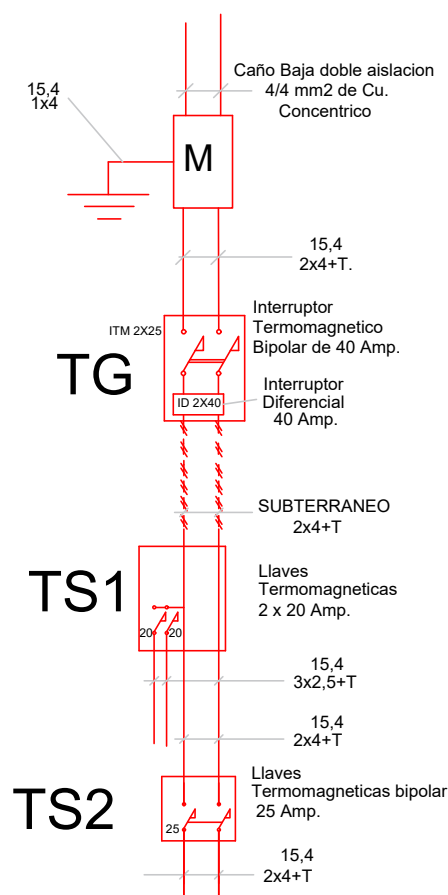 Caño Baja doble aislacion
4/4 mm2 de Cu.
Concentrico
15,4
1x4
M
15,4
2x4+T.
ITM 2X25
Interruptor
Termomagnetico
Bipolar de 40 Amp.
TG
Interruptor
Diferencial
40 Amp.
ID 2X40
SUBTERRANEO
2x4+T
TS1
Llaves
Termomagneticas
2 x 20 Amp.
20
20
15,4
3x2,5+T
15,4
2x4+T
TS2
Llaves
Termomagneticas bipolar
25 Amp.
25
15,4
2x4+T